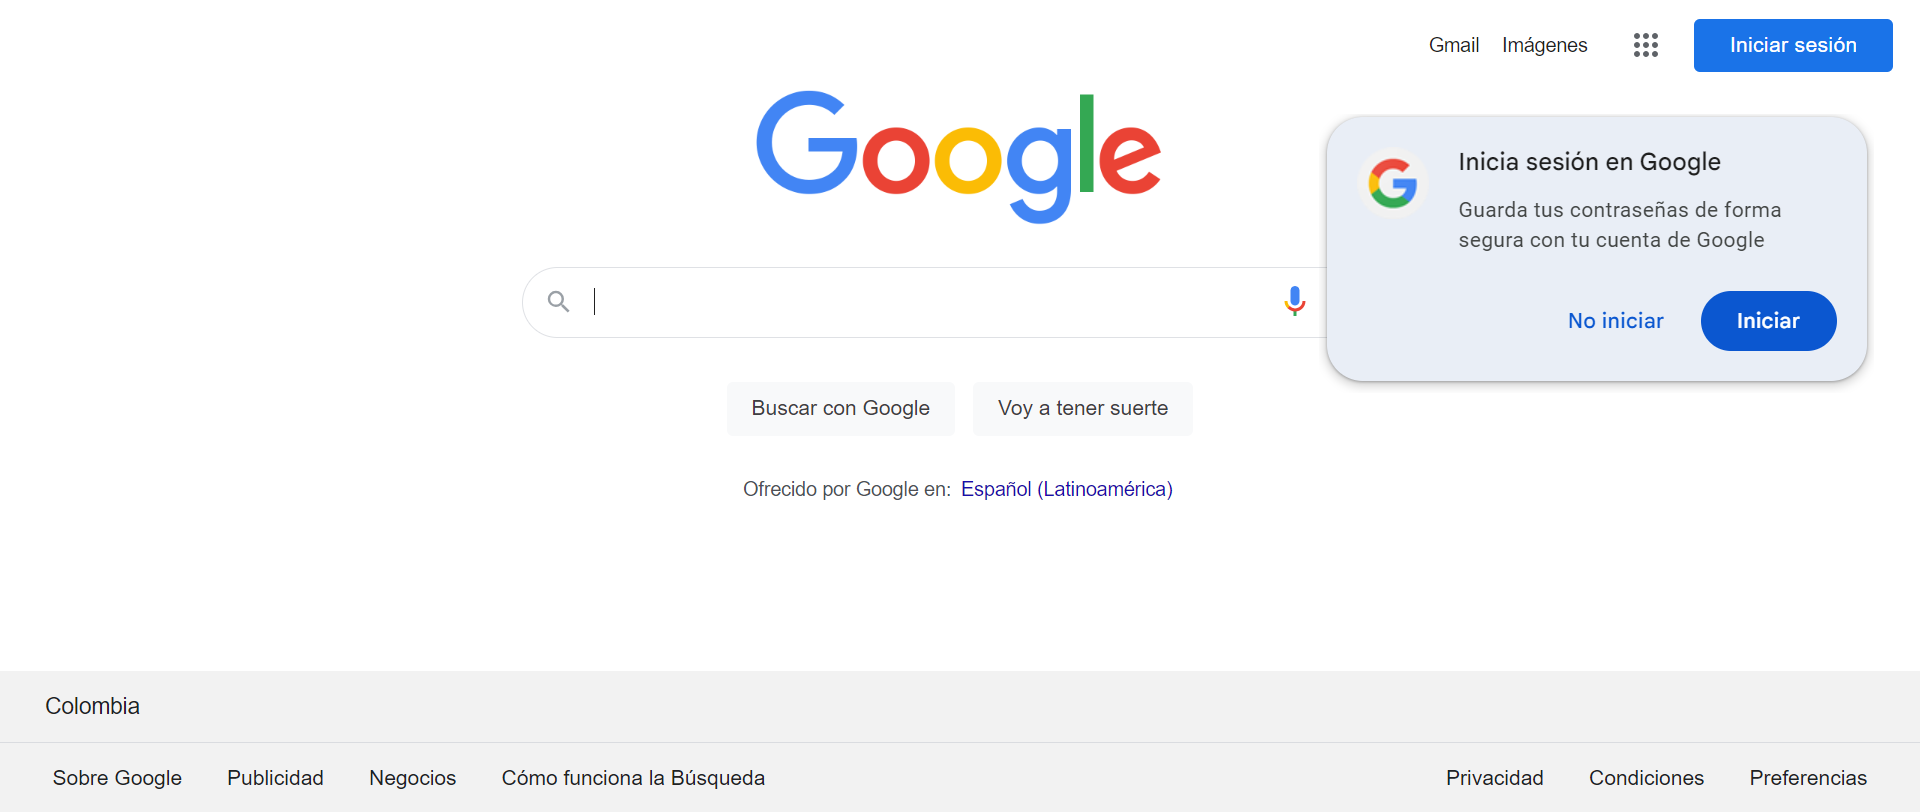 Gmail Imágenes Iniciar sesión
Google
Inicia sesión en Google
Guarda tus contraseñas de forma
segura con tu cuenta de Google
No iniciar Iniciar
Buscar con Google Voy a tener suerte
Ofrecido por Google en: Español (Latinoamérica)
Colombia
Sobre Google Publicidad Negocios Cómo funciona la Búsqueda Privacidad Condiciones Preferencias